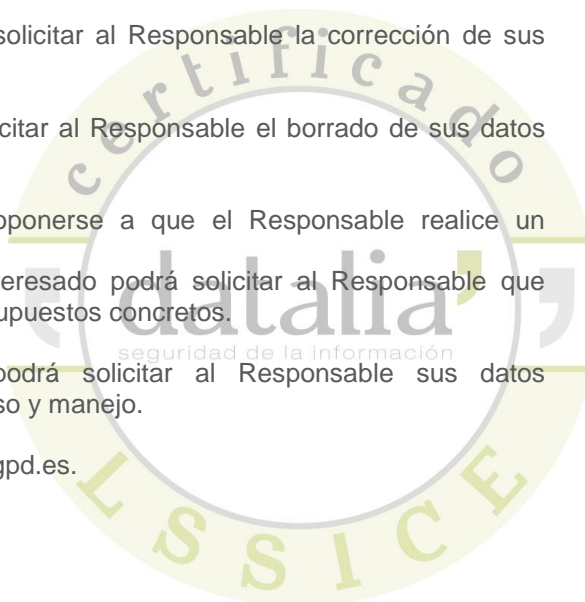 solicitar al Responsable la corrección de sus
certificado
citar al Responsable el borrado de sus datos
oponerse a que el Responsable realice un
eresado podrá solicitar al Responsable que
datalia
upuestos concretos.
seguridad de la información
podrá solicitar al Responsable sus datos
so y manejo.
gpd.es.
LSSICE